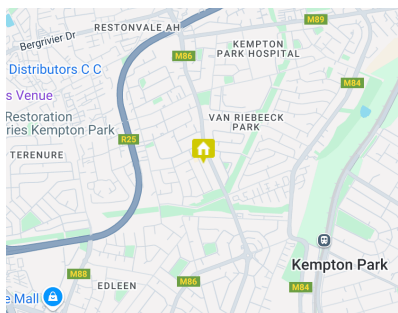 M89
RESTONVALE AH
Bergrivier Dr
KEMPTON
PARK HOSPITAL
M86
Distributors C C
M84
s Venue
Restoration
ries Kempton Park
VAN RIEBEECK
PARK
R25
TERENURE
Kempton Park
M88
M86
EDLEEN
M84
e Mall